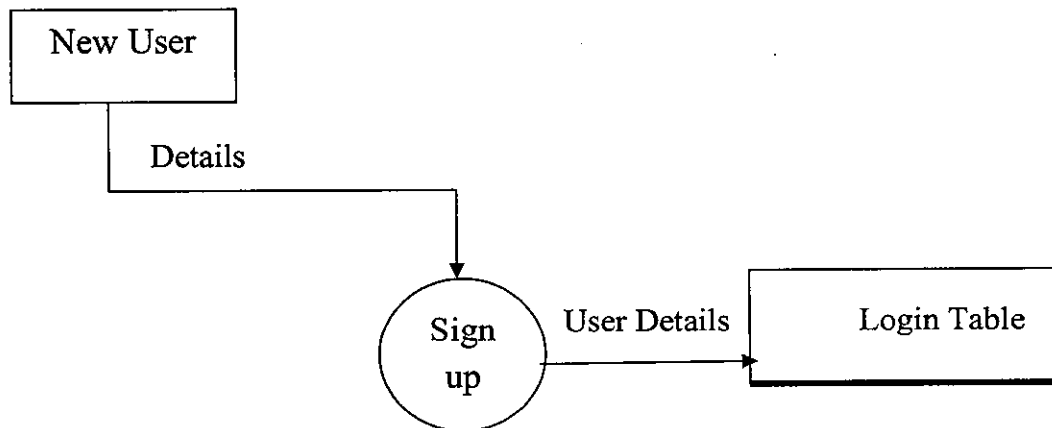 New User
Details
Sign
up
User Details
Login Table